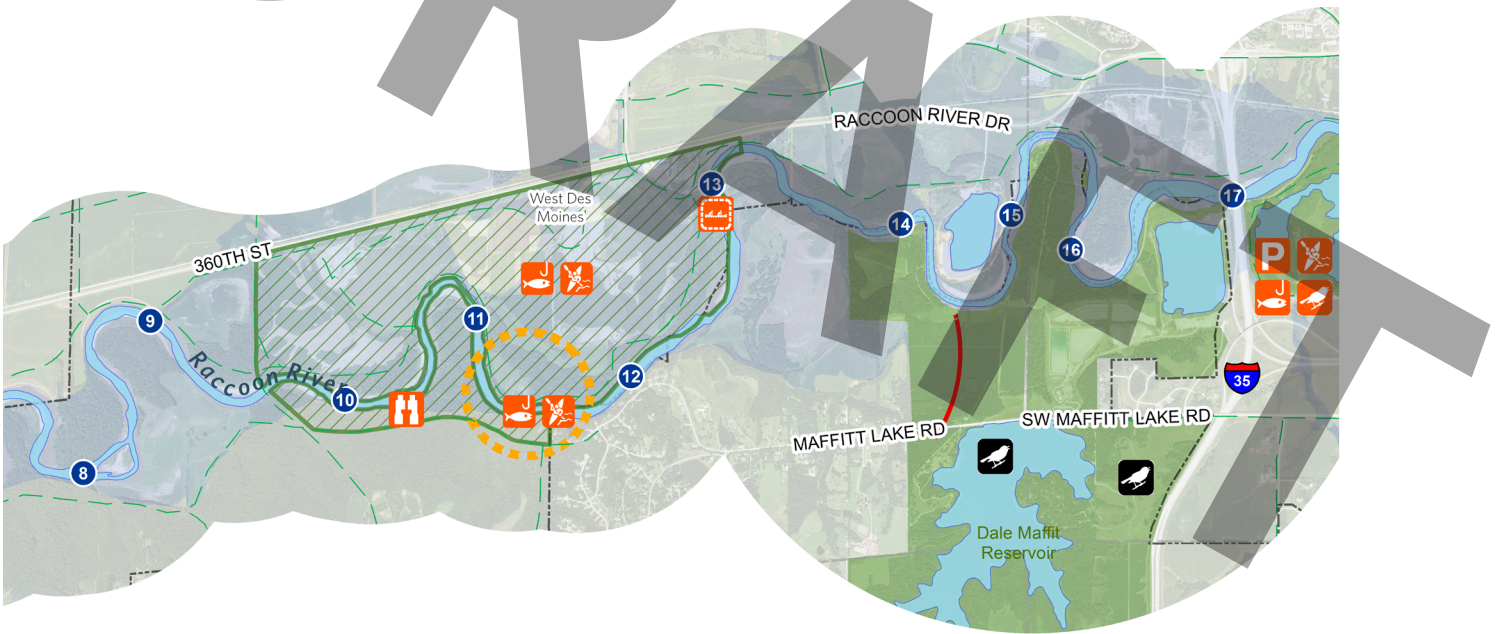 DRAFT
RACCOON RIVER DR
West Des
Moines
360TH ST
13
17
14
15
16
P
11
9
Raccoon River
10
12
35
SW MAFFITT LAKE RD
MAFFITT LAKE RD
8
Dale Maffit
Reservoir